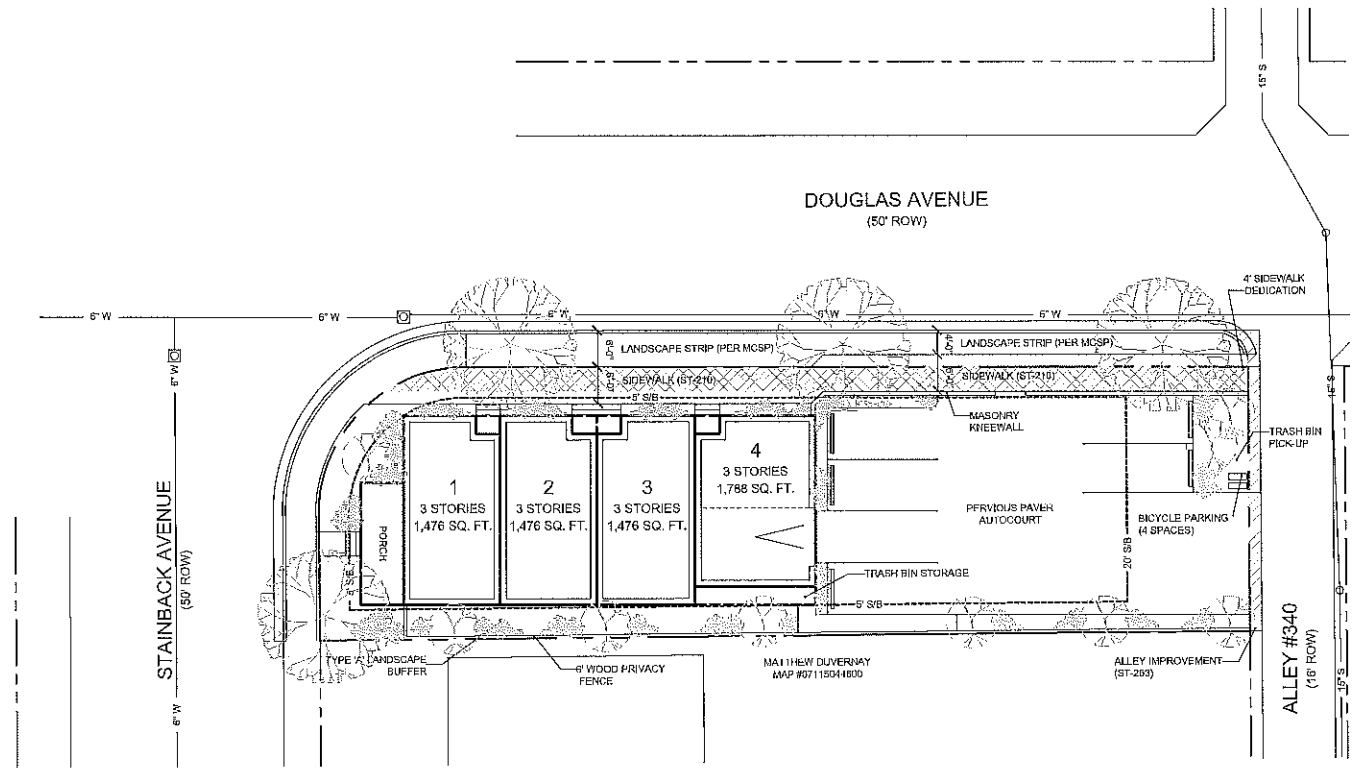 15" S
DOUGLAS AVENUE
(50' ROW)
4' SIDEWALK
DEDICATION
6" W
6" W
6" W
6" W
6" W
6'-0"
LANDSCAPE STRIP (PER MCSP)
4'-0"
LANDSCAPE STRIP (PER MCSP)
SIDEWALK (ST-210)
SIDEWALK (ST-210)
5' S/B
MASONRY
KNEEWALL
TRASH BIN
PICK-UP
1
3 STORIES
1,476 SQ. FT.
2
3 STORIES
1,476 SQ. FT.
3
3 STORIES
1,476 SQ. FT.
4
3 STORIES
1,788 SQ. FT.
PORCH
PERVIOUS PAVER
AUTOCOURT
BICYCLE PARKING
(4 SPACES)
20' S/B
TRASH BIN STORAGE
5' S/B
STAINBACK AVENUE
(50' ROW)
6" W
TYPE 'A' LANDSCAPE
BUFFER
6' WOOD PRIVACY
FENCE
MATTHEW DUVERNAY
ALLEY IMPROVEMENT
(ST-263)
ALLEY #340
(16' ROW)
15" S